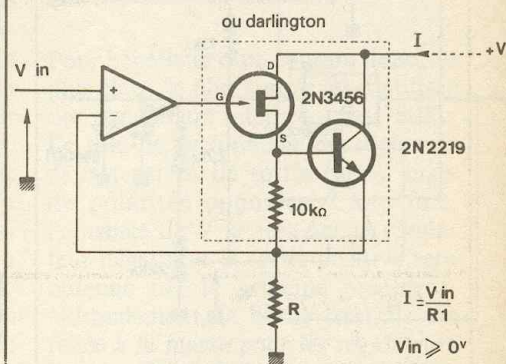 ou darlington
I
+V
V in
+
D
G
2N3456
S
2N2219
-
10kΩ
R
I = V in / R1
Vin ⩾ 0v